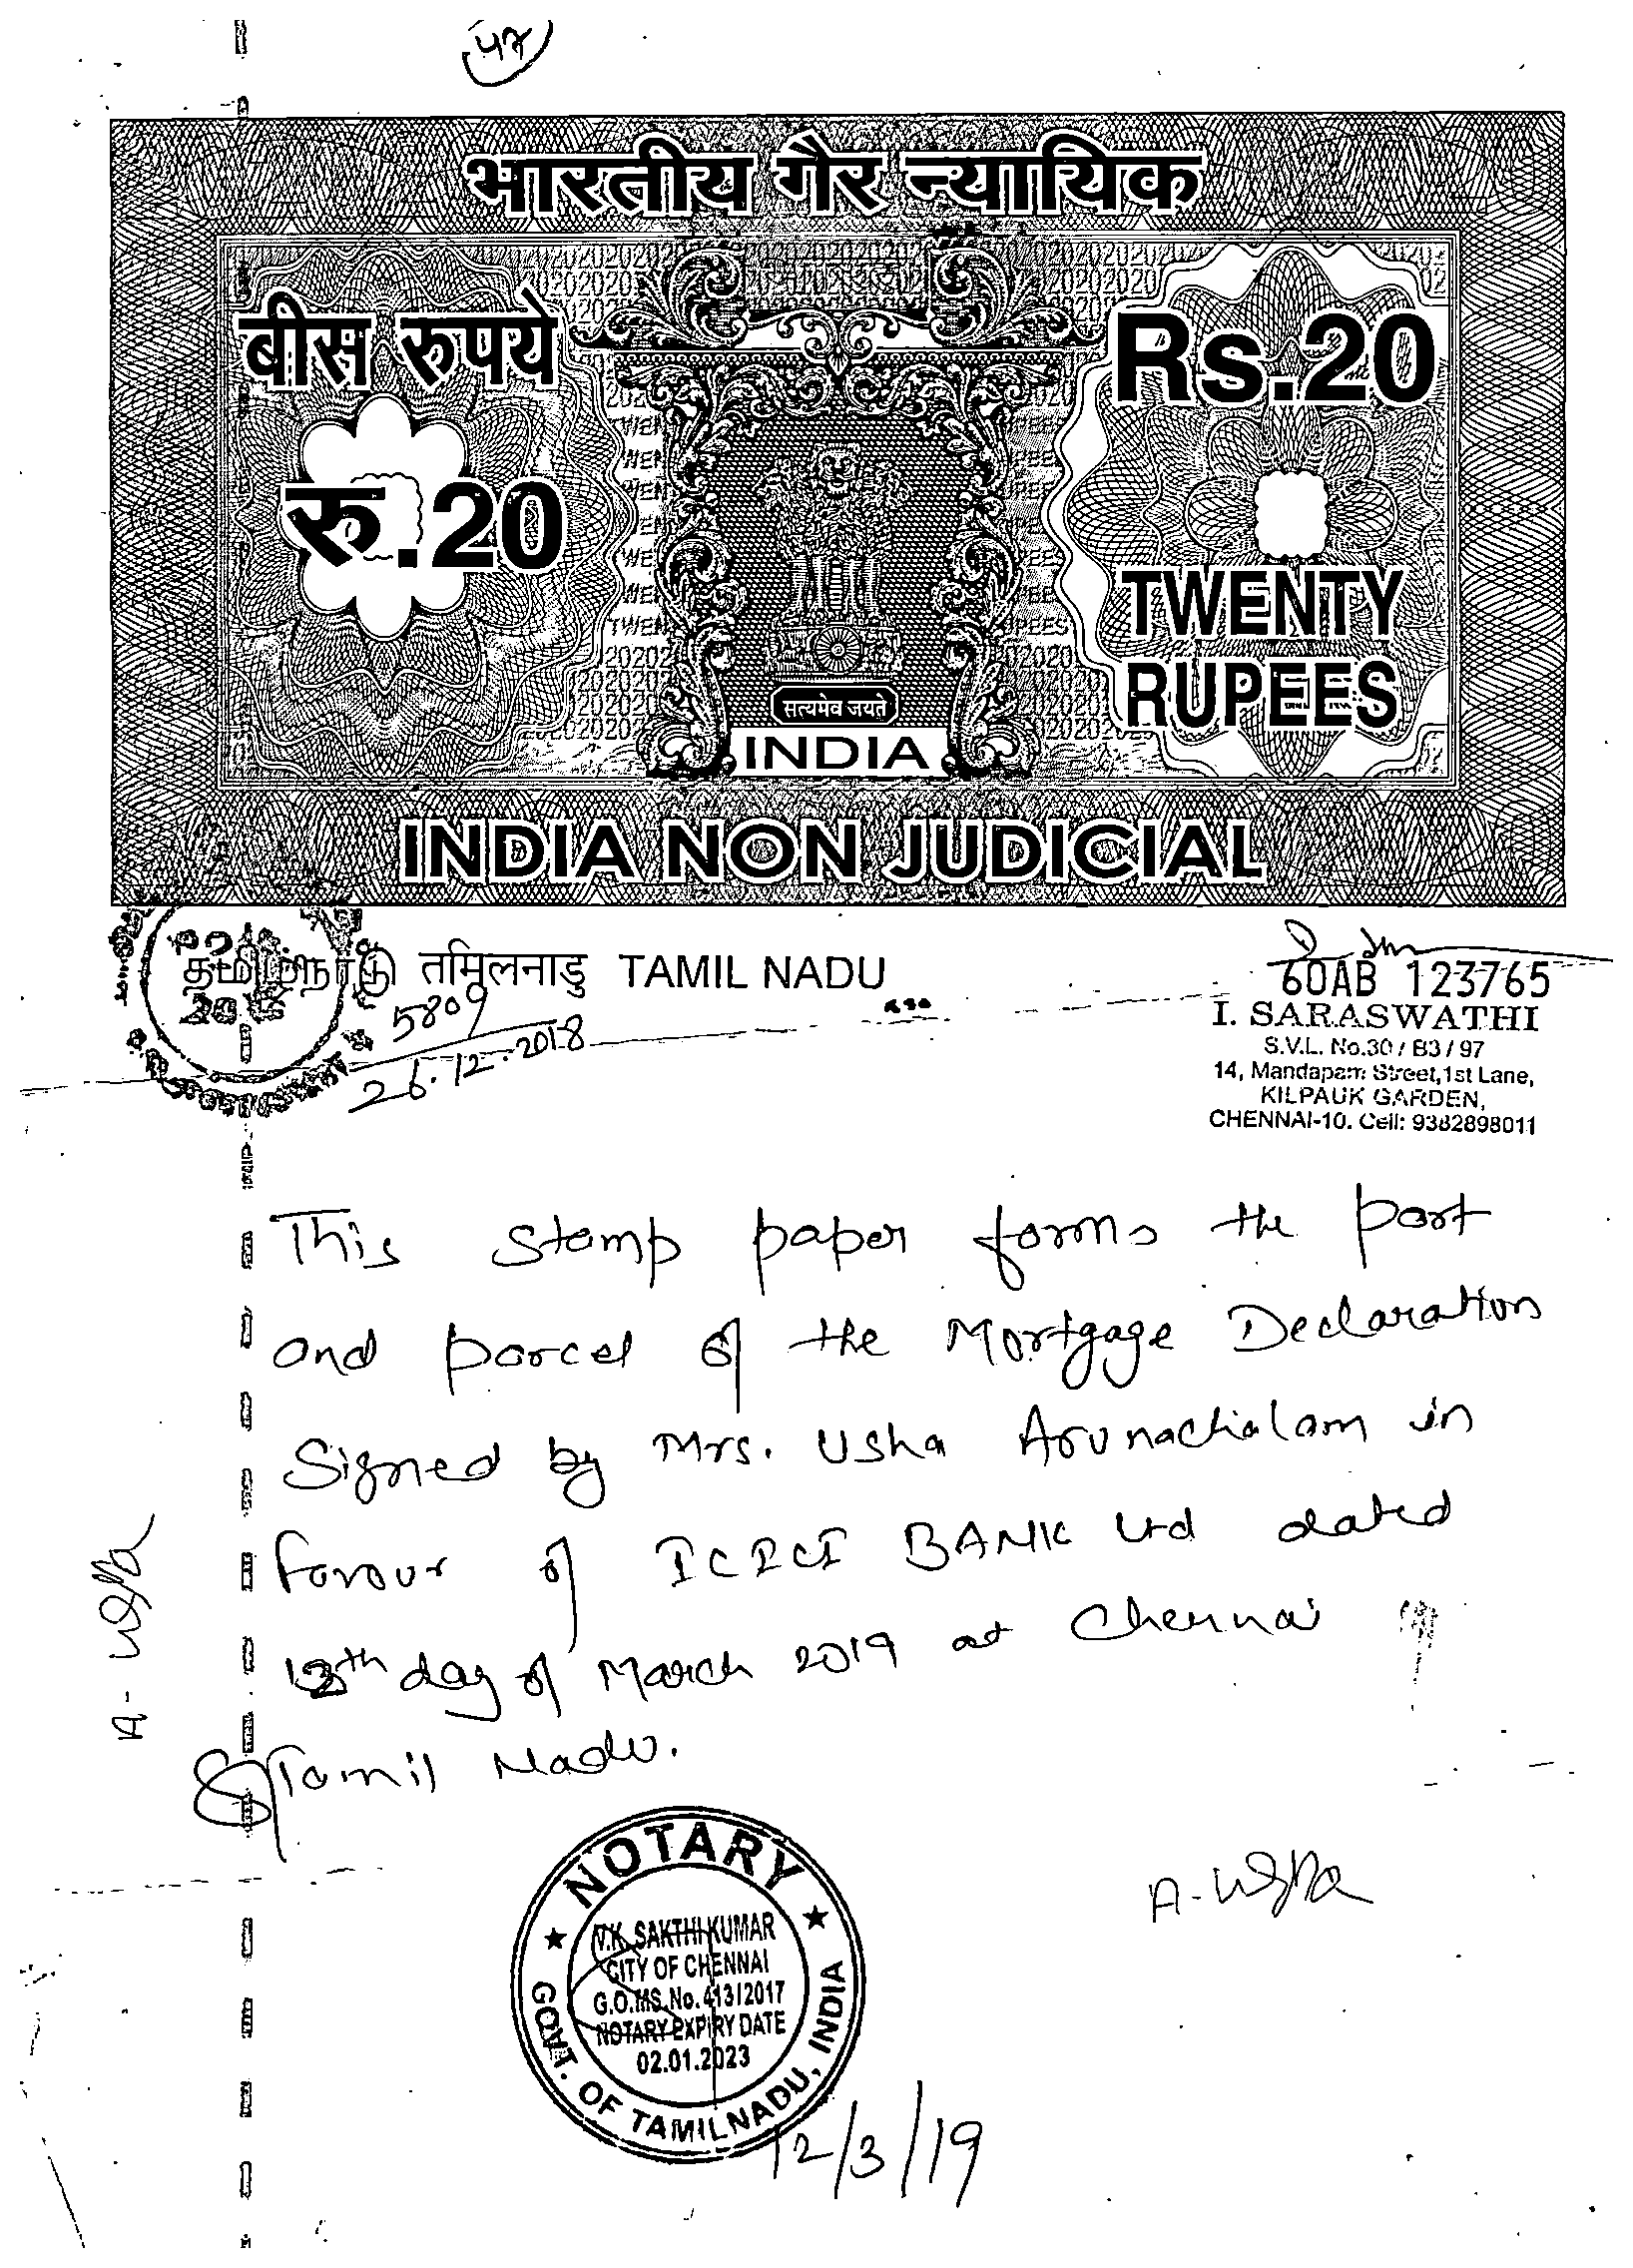 भारतीय गैर न्यायिक
बीस रुपये
Rs.20
रु.20
TWENTY
RUPEES
सत्यमेव जयते
INDIA
INDIA NON JUDICIAL
தமிழ்நாடு तमिलनाडु TAMIL NADU
60AB 123765
5809
26.12.2018
I. SARASWATHI
S.V.L. No.30 / B3 / 97
14, Mandapam Street, 1st Lane,
KILPAUK GARDEN,
CHENNAI-10. Cell: 9382898011
This stamp paper forms the part
and parcel of the Mortgage Declaration
Signed by Mrs. Usha Arunachalam in
favour of ICICI BANK Ltd dated
12th day of March 2019 at Chennai
Tamil Nadu.
A. Usha
A. Usha
NOTARY
V.K. SAKTHI KUMAR
CITY OF CHENNAI
G.O.MS.No. 413/2017
NOTARY EXPIRY DATE
02.01.2023
GOVT. OF TAMILNADU, INDIA
12/3/19